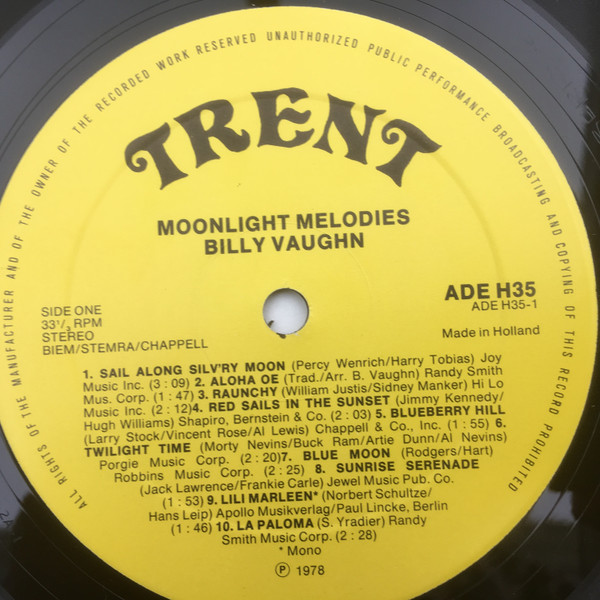 ALL RIGHTS OF THE MANUFACTURER AND OF THE OWNER OF THE RECORDED WORK RESERVED UNAUTHORIZED PUBLIC PERFORMANCE BROADCASTING AND COPYING OF THIS RECORD PROHIBITED
TRENT
MOONLIGHT MELODIES
BILLY VAUGHN
SIDE ONE
33⅓ RPM
STEREO
BIEM/STEMRA/CHAPPELL
ADE H35
ADE H35-1
Made in Holland
1. SAIL ALONG SILV'RY MOON (Percy Wenrich/Harry Tobias) Joy
Music Inc. (3 : 09) 2. ALOHA OE (Trad./Arr. B. Vaughn) Randy Smith
Mus. Corp. (1 : 47) 3. RAUNCHY (William Justis/Sidney Manker) Hi Lo
Music Inc. (2 : 12)4. RED SAILS IN THE SUNSET (Jimmy Kennedy/
Hugh Williams) Shapiro, Bernstein & Co. (2 : 03) 5. BLUEBERRY HILL
(Larry Stock/Vincent Rose/Al Lewis) Chappell & Co., Inc. (1 : 55) 6.
TWILIGHT TIME (Morty Nevins/Buck Ram/Artie Dunn/Al Nevins)
Porgie Music Corp. (2 : 20)7. BLUE MOON (Rodgers/Hart)
Robbins Music Corp. (2 : 25) 8. SUNRISE SERENADE
(Jack Lawrence/Frankie Carle) Jewel Music Pub. Co.
(1 : 53) 9. LILI MARLEEN* (Norbert Schultze/
Hans Leip) Apollo Musikverlag/Paul Lincke, Berlin
(1 : 46) 10. LA PALOMA (S. Yradier) Randy
Smith Music Corp. (2 : 28)
* Mono
℗ 1978